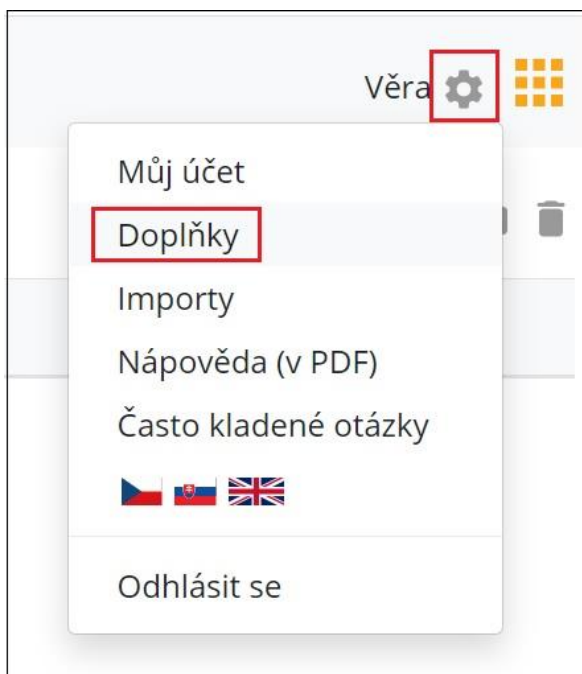 Věra
Můj účet
Doplňky
Importy
Nápověda (v PDF)
Často kladené otázky
Odhlásit se